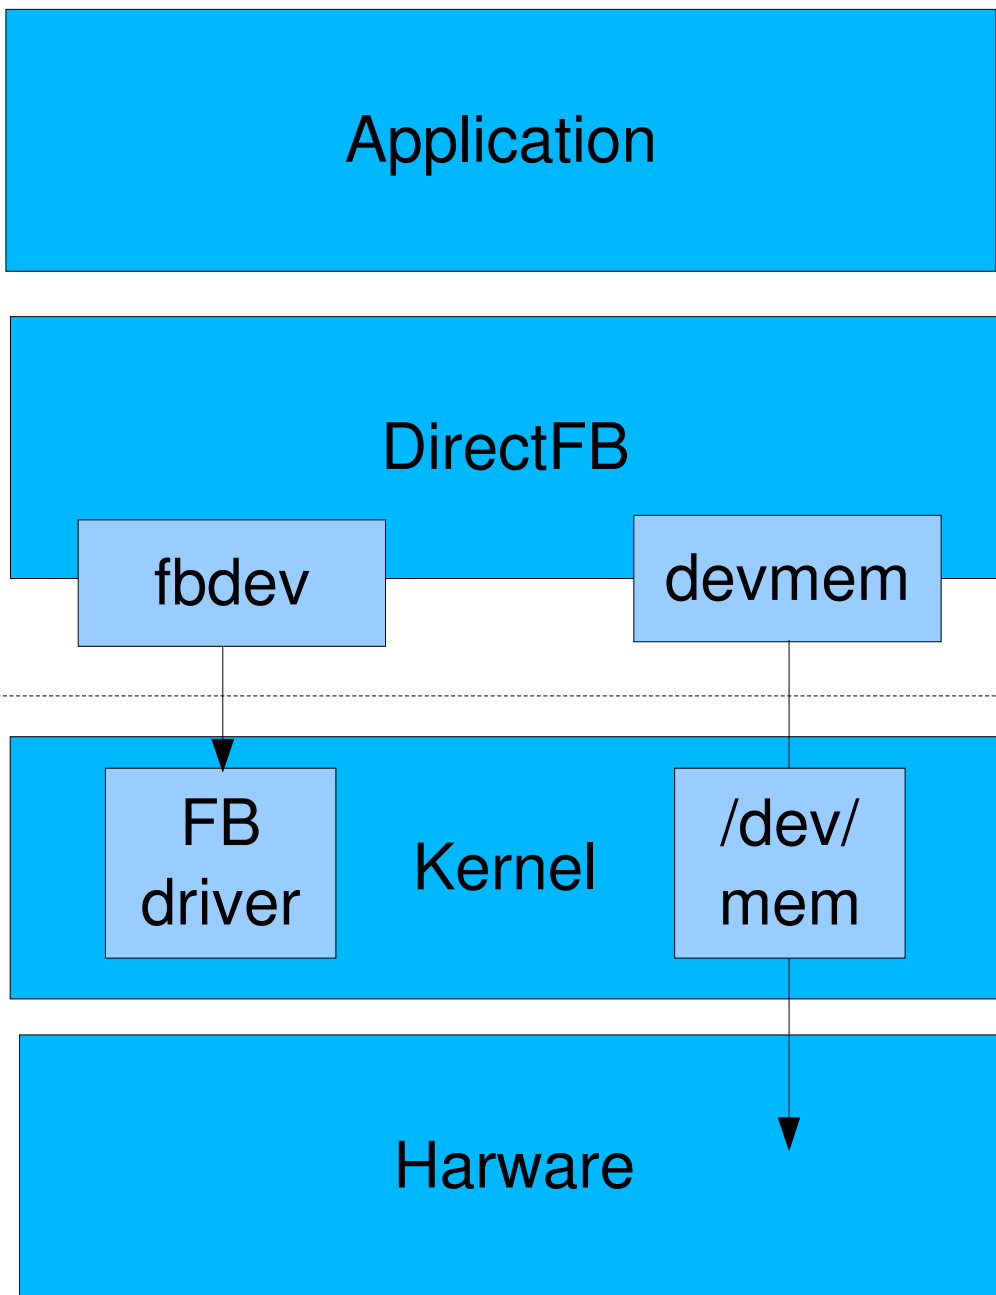 Application
DirectFB
fbdev
devmem
FB
driver
Kernel
/dev/
mem
Harware